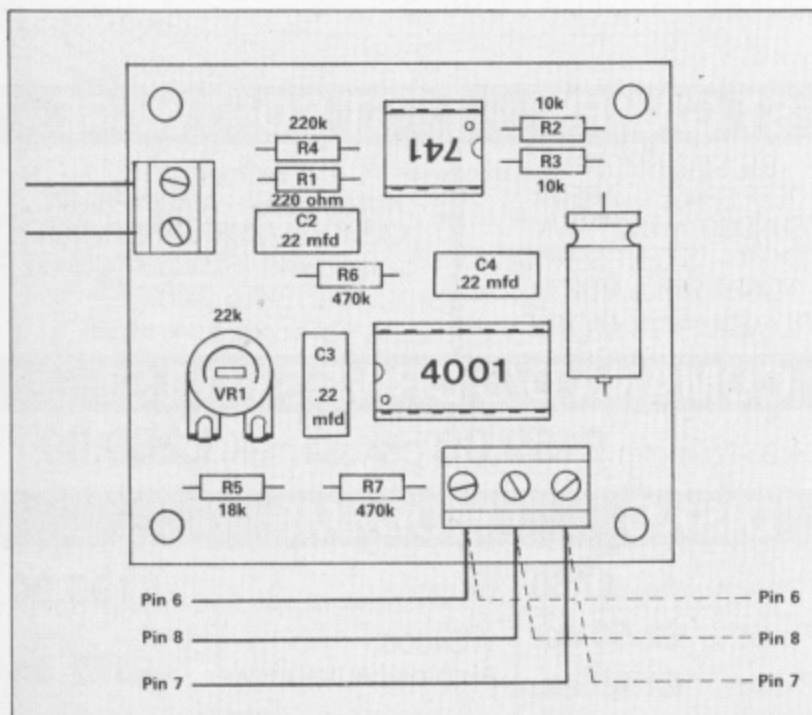 10k
220k
R4
741
R2
R1
R3
220 ohm
10k
C2
.22 mfd
R6
C4
.22 mfd
470k
22k
C3
4001
VR1
.22
mfd
R5
R7
18k
470k
Pin 6
Pin 6
Pin 8
Pin 8
Pin 7
Pin 7